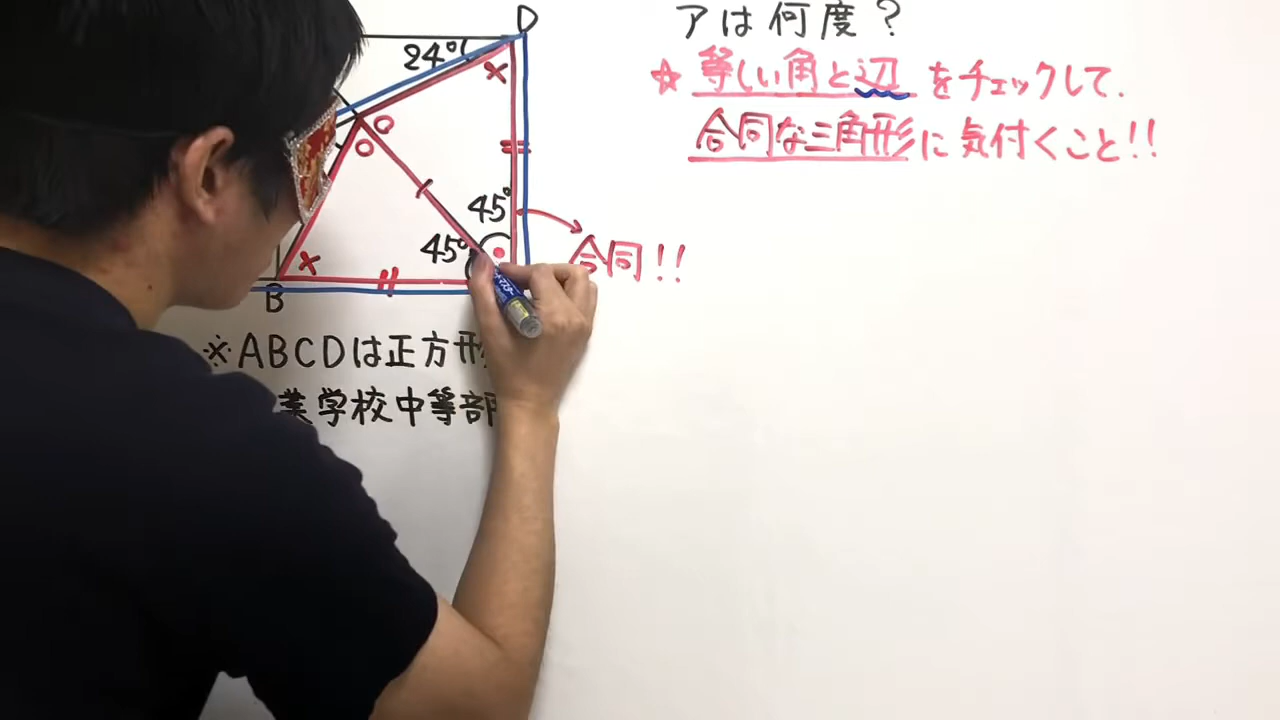 アは何度?
☆等しい角と辺をチェックして.
合同な三角形に気付くこと!!
D
24°
×
45°
45°
合同!!
×
B
※ABCDは正方形
業学校中等部